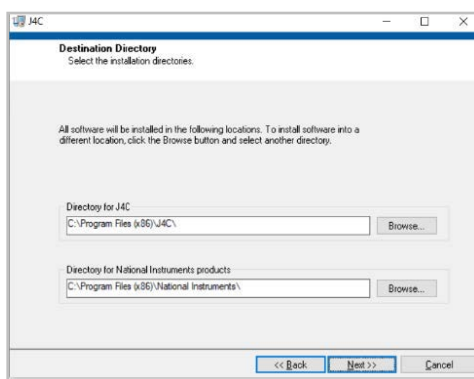 J4C
Destination Directory
Select the installation directories.
All software will be installed in the following locations. To install software into a
different location, click the Browse button and select another directory.
Directory for J4C
C:\Program Files (x86)\J4C\
Browse...
Directory for National Instruments products
C:\Program Files (x86)\National Instruments\
Browse...
<< Back
Next >>
Cancel